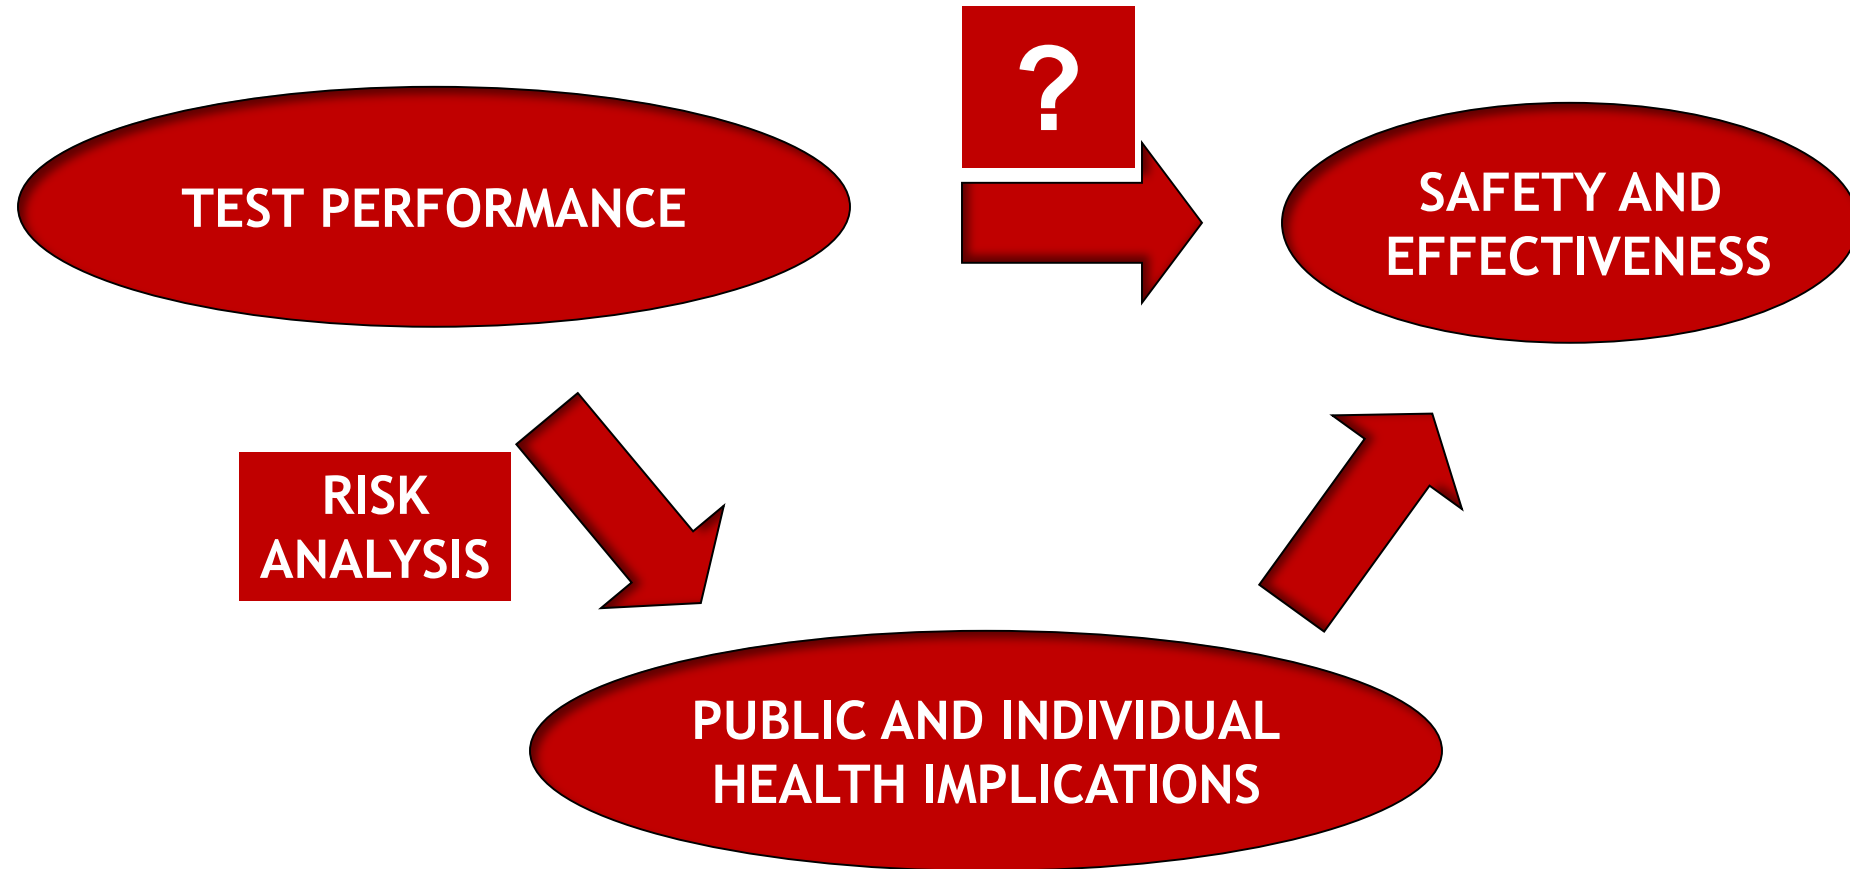 ?
TEST PERFORMANCE
SAFETY AND
EFFECTIVENESS
RISK
ANALYSIS
PUBLIC AND INDIVIDUAL
HEALTH IMPLICATIONS